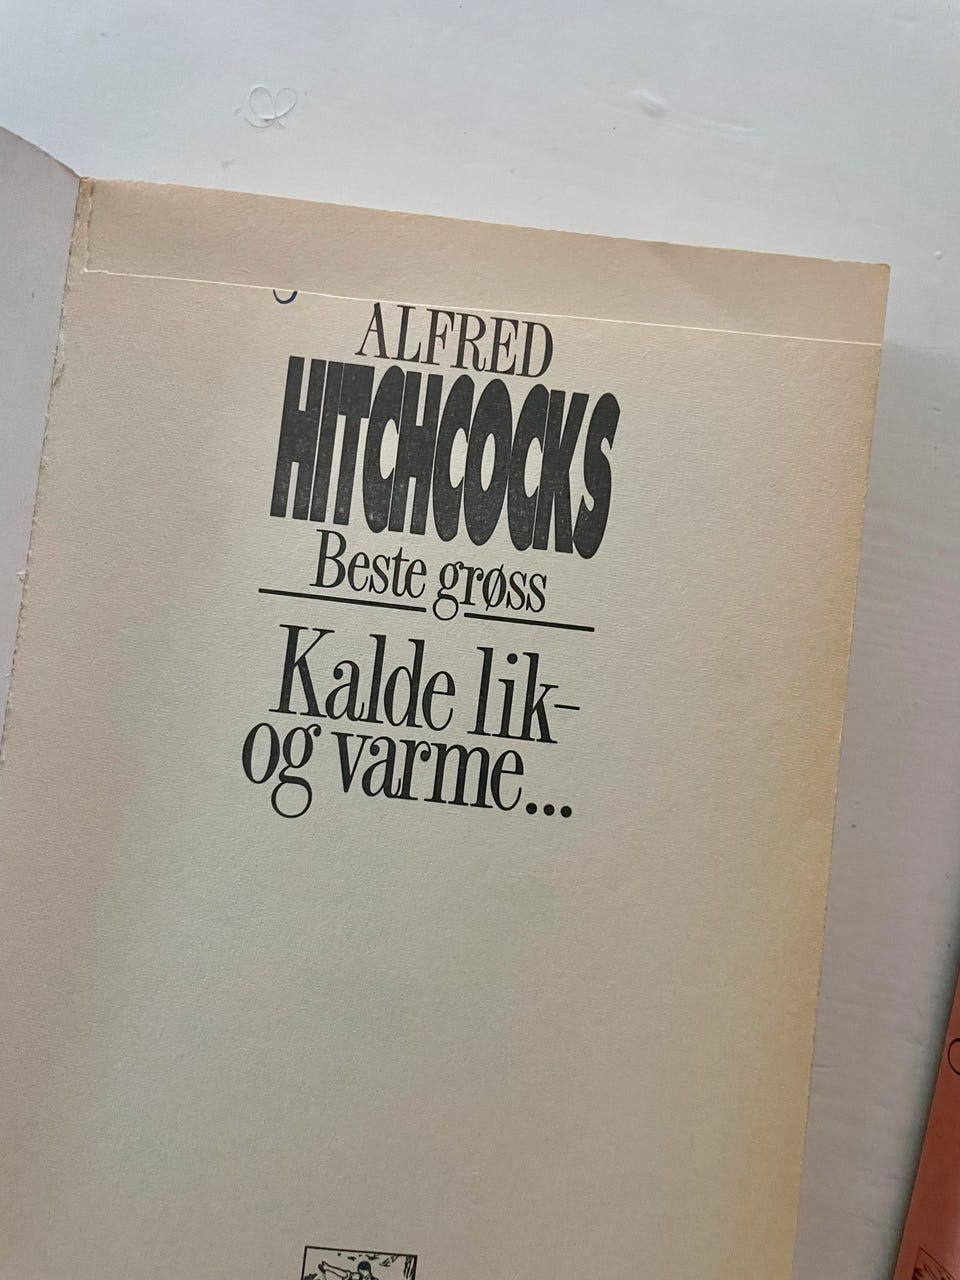 ALFRED
HITCHCOCKS
Beste grøss
Kalde lik-
og varme...